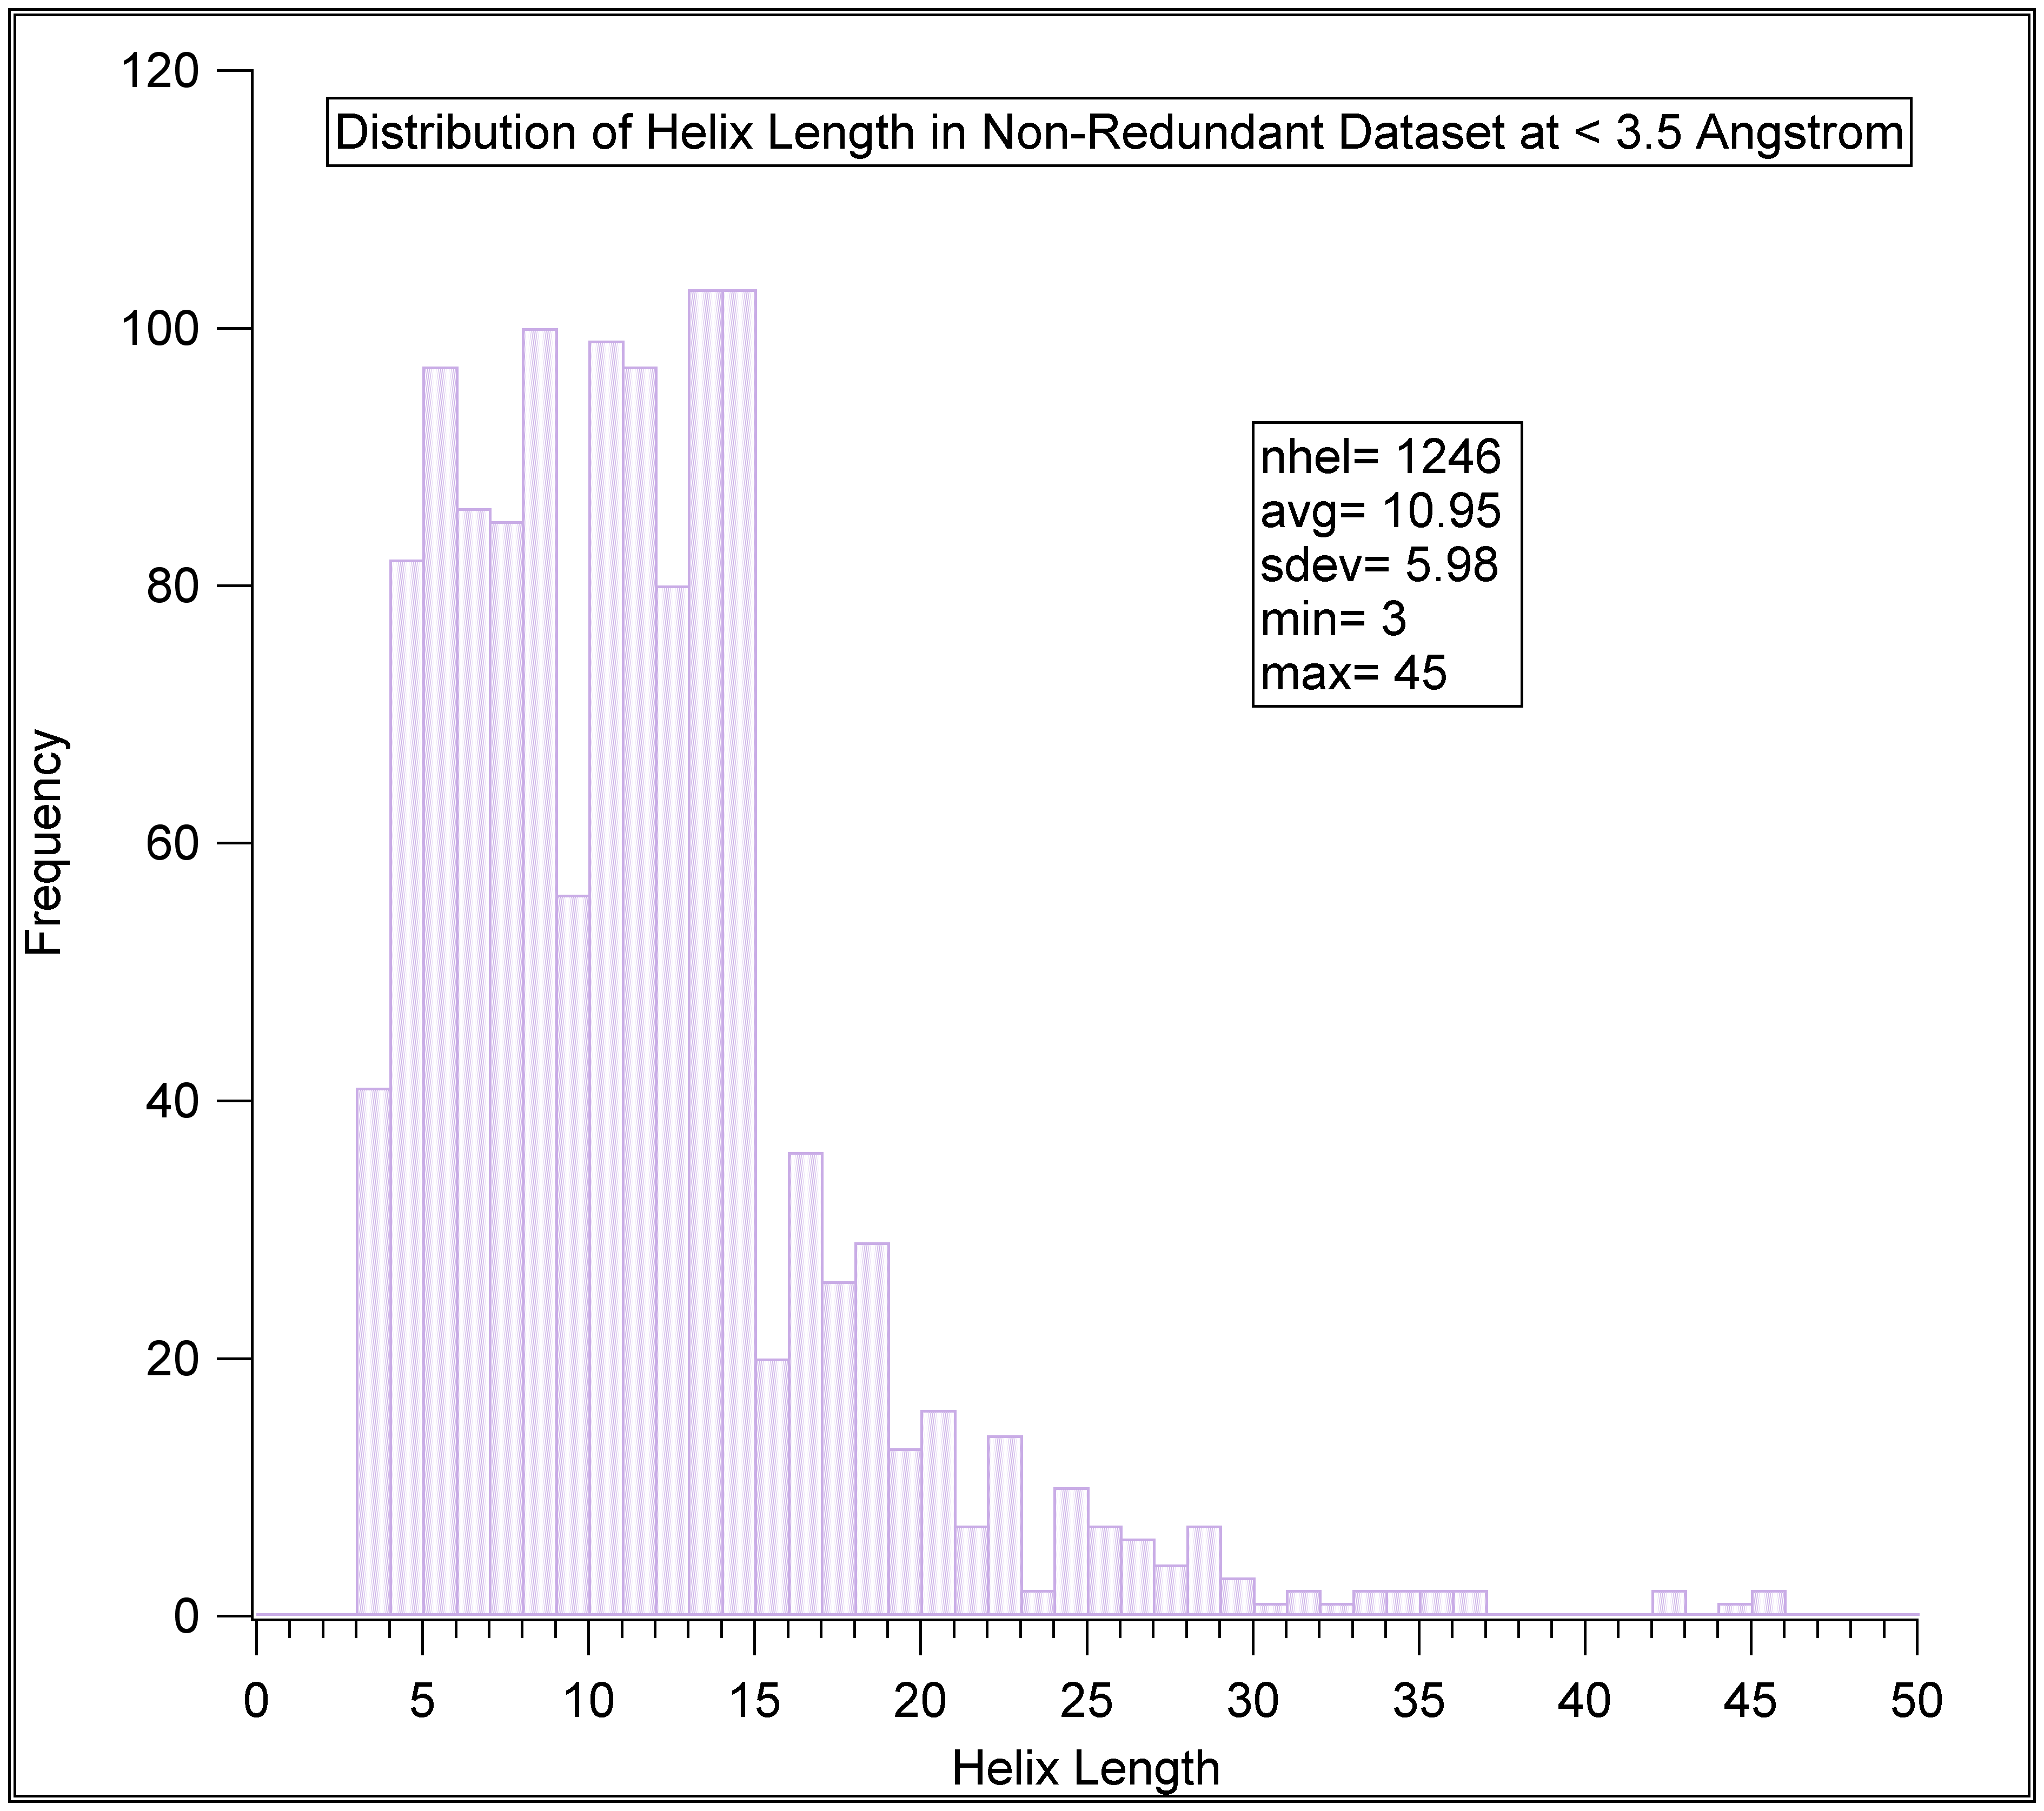 Distribution of Helix Length in Non-Redundant Dataset at < 3.5 Angstrom
nhel= 1246
avg= 10.95
sdev= 5.98
min= 3
max= 45
Frequency
120
100
80
60
40
20
0
0 5 10 15 20 25 30 35 40 45 50
Helix Length